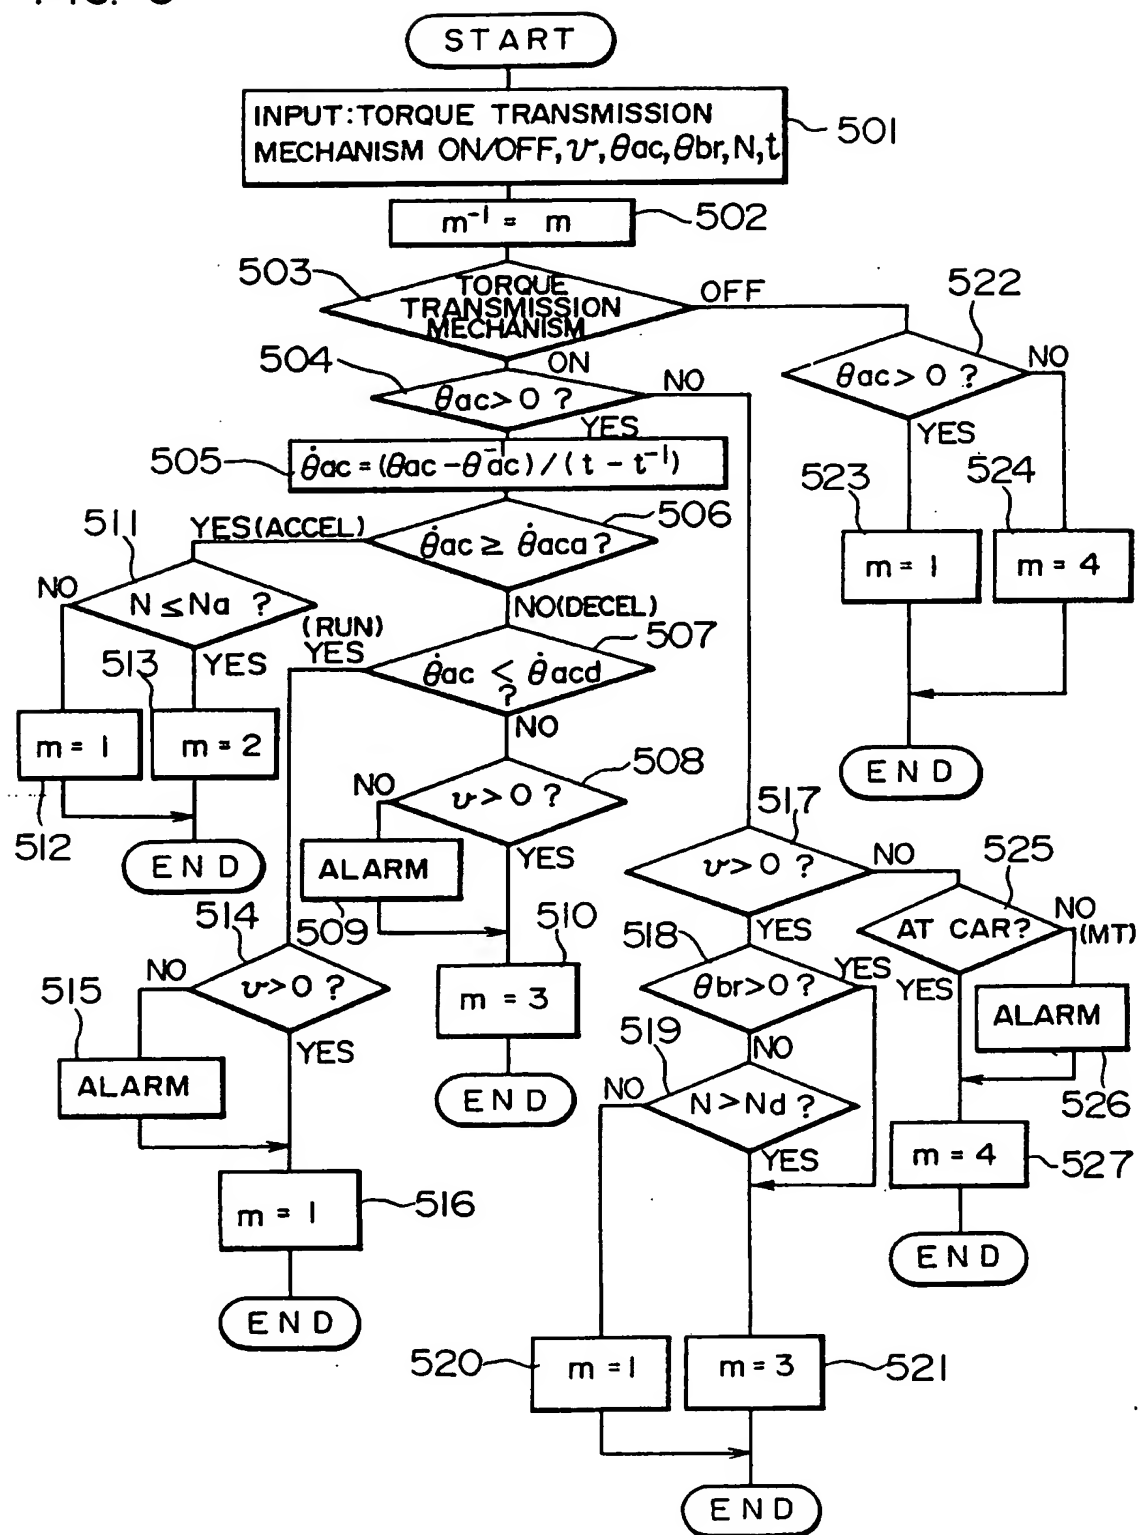 START
INPUT: TORQUE TRANSMISSION
MECHANISM ON/OFF, v, θac, θbr, N, t
501
m⁻¹ = m
502
503
TORQUE
TRANSMISSION
MECHANISM
OFF
ON
522
θac > 0 ?
NO
YES
523
524
m = 1
m = 4
END
504
θac > 0 ?
NO
YES
505
θ̇ac = (θac - θ⁻ac) / (t - t⁻¹)
506
θ̇ac ≥ θ̇aca ?
YES(ACCEL)
NO(DECEL)
511
N ≤ Na ?
NO
YES
513
m = 1
m = 2
512
END
(RUN)
YES
507
θ̇ac < θ̇acd
?
NO
508
v > 0 ?
NO
YES
ALARM
509
510
m = 3
END
514
v > 0 ?
NO
YES
515
ALARM
m = 1
516
END
517
v > 0 ?
NO
YES
525
AT CAR?
NO
(MT)
YES
ALARM
526
m = 4
527
END
518
θbr > 0 ?
YES
NO
519
N > Nd ?
NO
YES
520
m = 1
m = 3
521
END